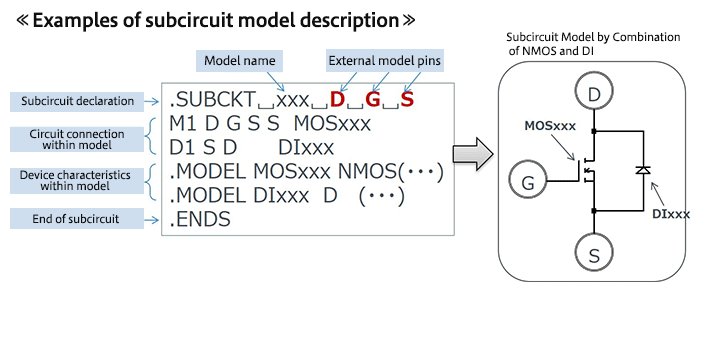 ≪Examples of subcircuit model description≫
Model name
External model pins
Subcircuit declaration
.SUBCKT␣xxx␣D␣G␣S
Circuit connection
within model
M1 D G S S MOSxxx
D1 S D DIxxx
Device characteristics
within model
.MODEL MOSxxx NMOS(･･･)
.MODEL DIxxx D (･･･)
End of subcircuit
.ENDS
Subcircuit Model by Combination
of NMOS and DI
D
MOSxxx
G
DIxxx
S